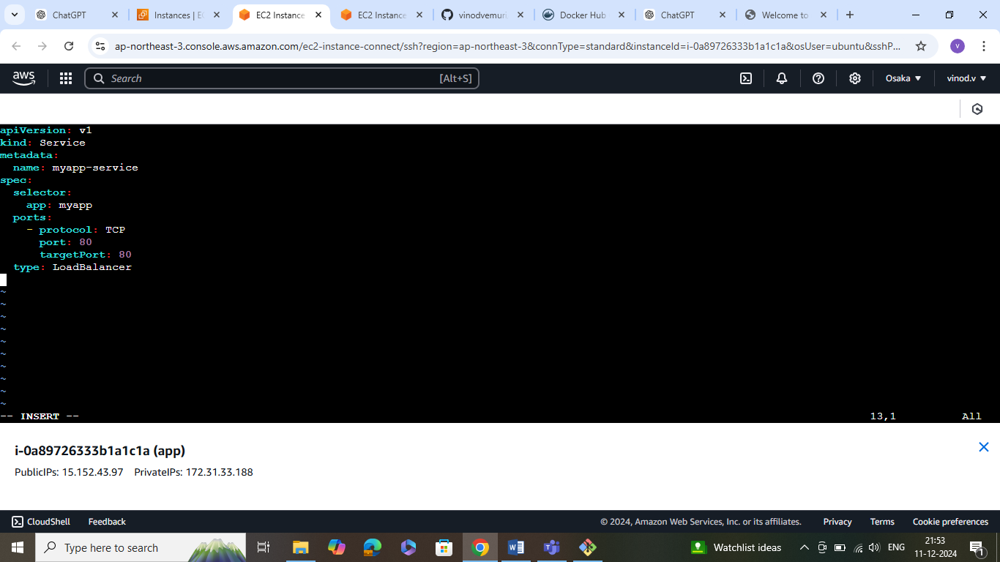 ChatGPT
Instances | E
EC2 Instance
EC2 Instance
vinodvemuri
Docker Hub
ChatGPT
Welcome to
ap-northeast-3.console.aws.amazon.com/ec2-instance-connect/ssh?region=ap-northeast-3&connType=standard&instanceId=i-0a89726333b1a1c1a&osUser=ubuntu&sshP...
V
aws
Search
[Alt+S]
Osaka
vinod.v
apiVersion: v1
kind: Service
metadata:
  name: myapp-service
spec:
  selector:
    app: myapp
  ports:
    - protocol: TCP
      port: 80
      targetPort: 80
  type: LoadBalancer
~
~
~
~
~
~
~
~
~
~
-- INSERT --
13,1
All
i-0a89726333b1a1c1a (app)
PublicIPs: 15.152.43.97 PrivateIPs: 172.31.33.188
CloudShell
Feedback
© 2024, Amazon Web Services, Inc. or its affiliates.
Privacy
Terms
Cookie preferences
Type here to search
Watchlist ideas
ENG
21:53
11-12-2024
1